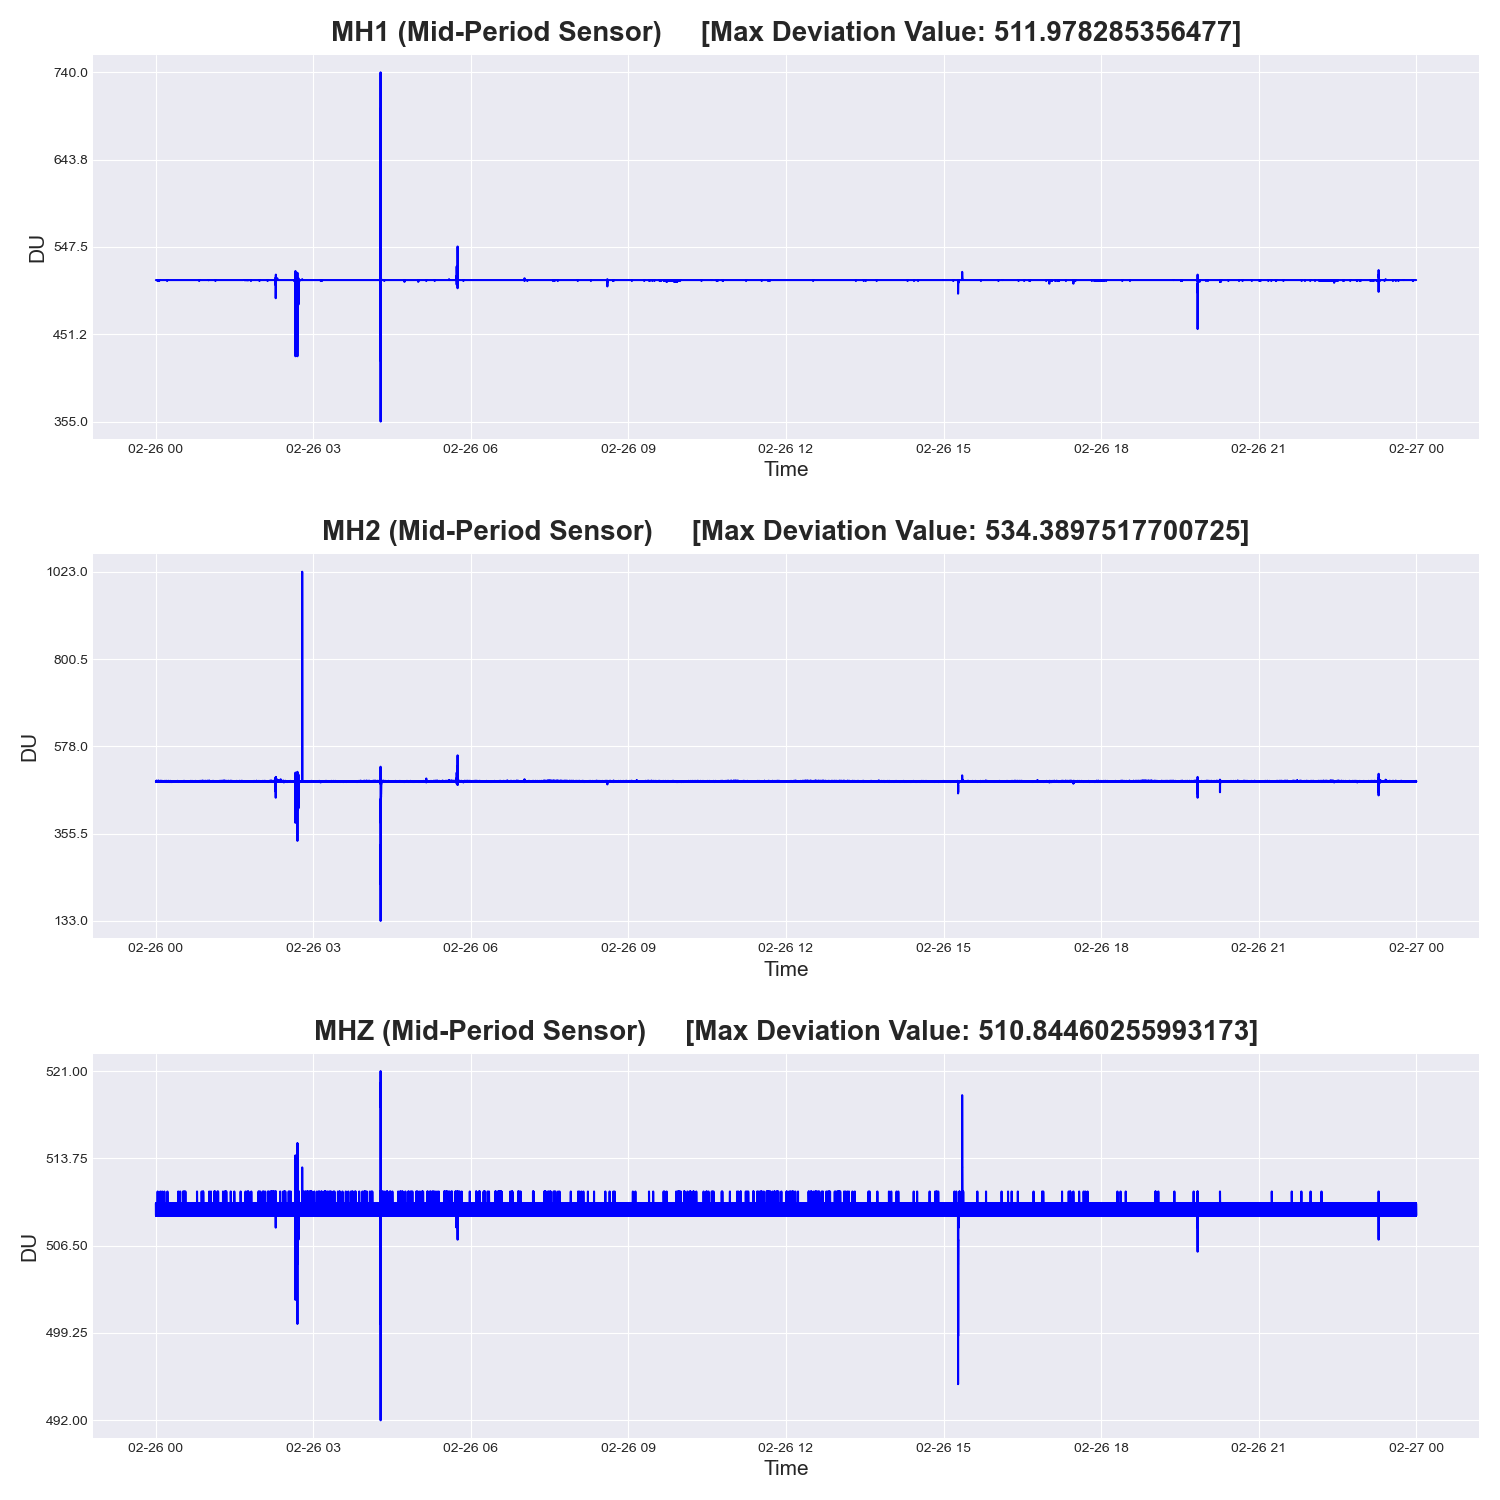 MH1 (Mid-Period Sensor) [Max Deviation Value: 511.978285356477]
740.0
643.8
547.5
451.2
355.0
DU
02-26 00 02-26 03 02-26 06 02-26 09 02-26 12 02-26 15 02-26 18 02-26 21 02-27 00
Time
MH2 (Mid-Period Sensor) [Max Deviation Value: 534.3897517700725]
1023.0
800.5
578.0
355.5
133.0
DU
02-26 00 02-26 03 02-26 06 02-26 09 02-26 12 02-26 15 02-26 18 02-26 21 02-27 00
Time
MHZ (Mid-Period Sensor) [Max Deviation Value: 510.84460255993173]
521.00
513.75
506.50
499.25
492.00
DU
02-26 00 02-26 03 02-26 06 02-26 09 02-26 12 02-26 15 02-26 18 02-26 21 02-27 00
Time